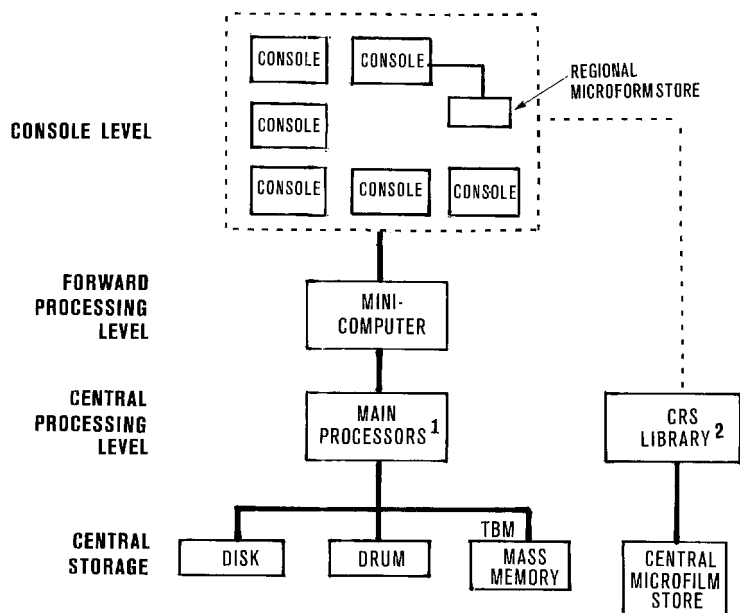 CONSOLE CONSOLE
REGIONAL
MICROFORM STORE
CONSOLE LEVEL
CONSOLE
CONSOLE CONSOLE CONSOLE
FORWARD
PROCESSING
LEVEL
MINI-
COMPUTER
CENTRAL
PROCESSING
LEVEL
MAIN
PROCESSORS 1
CRS
LIBRARY 2
CENTRAL
STORAGE
DISK
DRUM
TBM
MASS
MEMORY
CENTRAL
MICROFILM
STORE